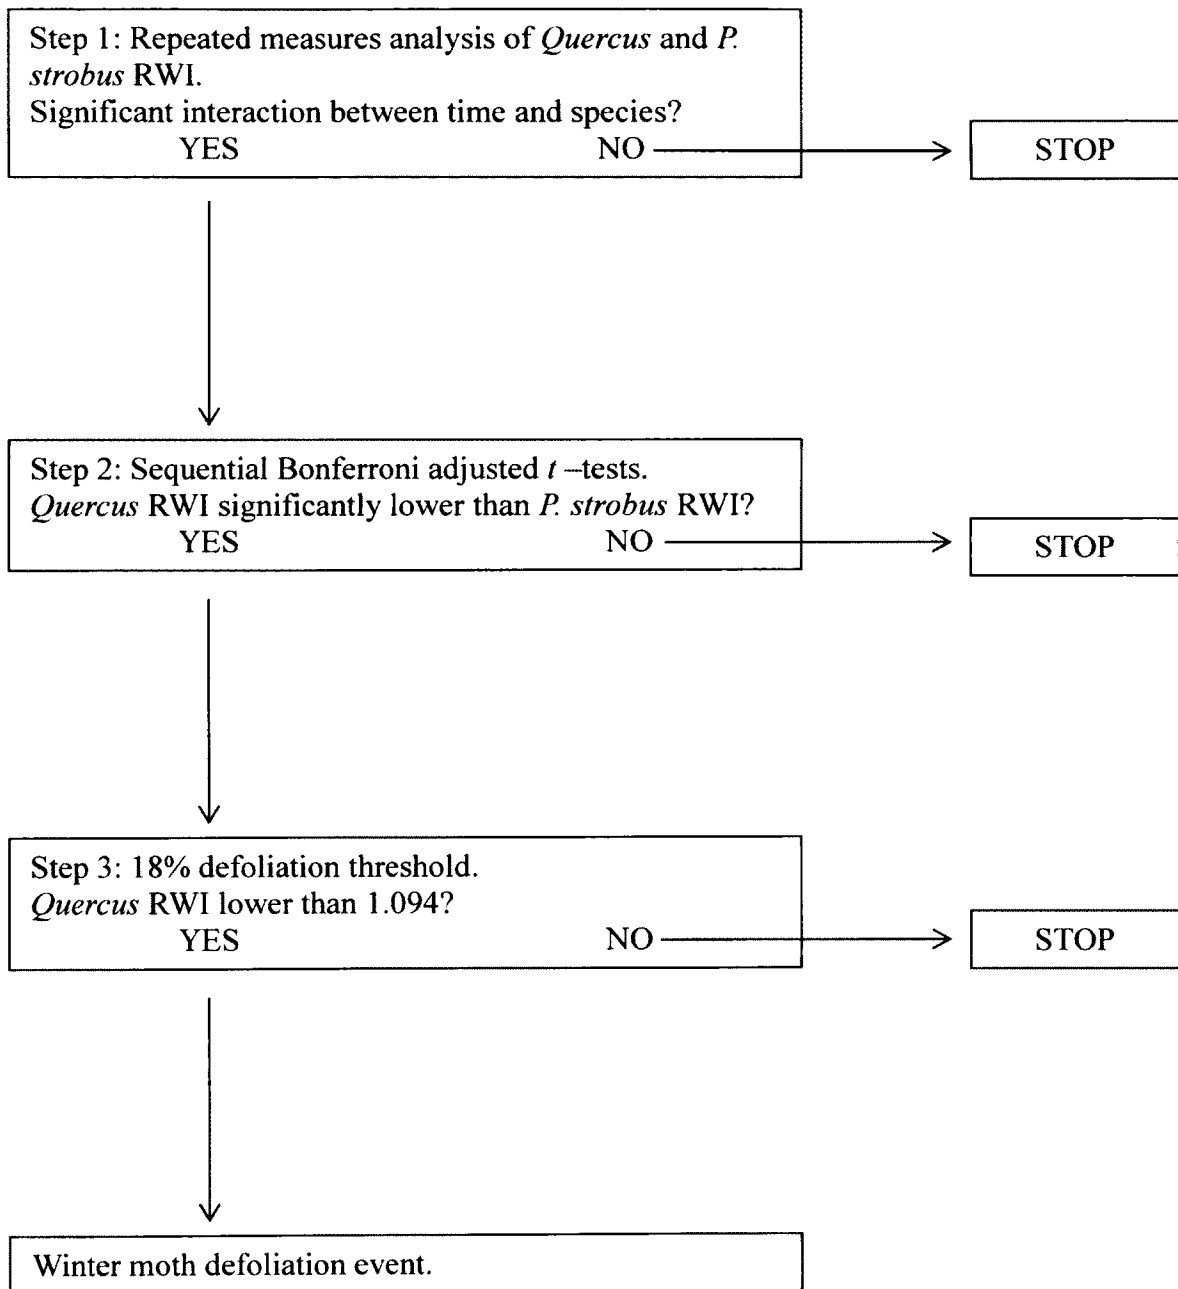 Step 1: Repeated measures analysis of Quercus and P.
strobus RWI.
Significant interaction between time and species?
YES NO
STOP
Step 2: Sequential Bonferroni adjusted t –tests.
Quercus RWI significantly lower than P. strobus RWI?
YES NO
STOP
Step 3: 18% defoliation threshold.
Quercus RWI lower than 1.094?
YES NO
STOP
Winter moth defoliation event.